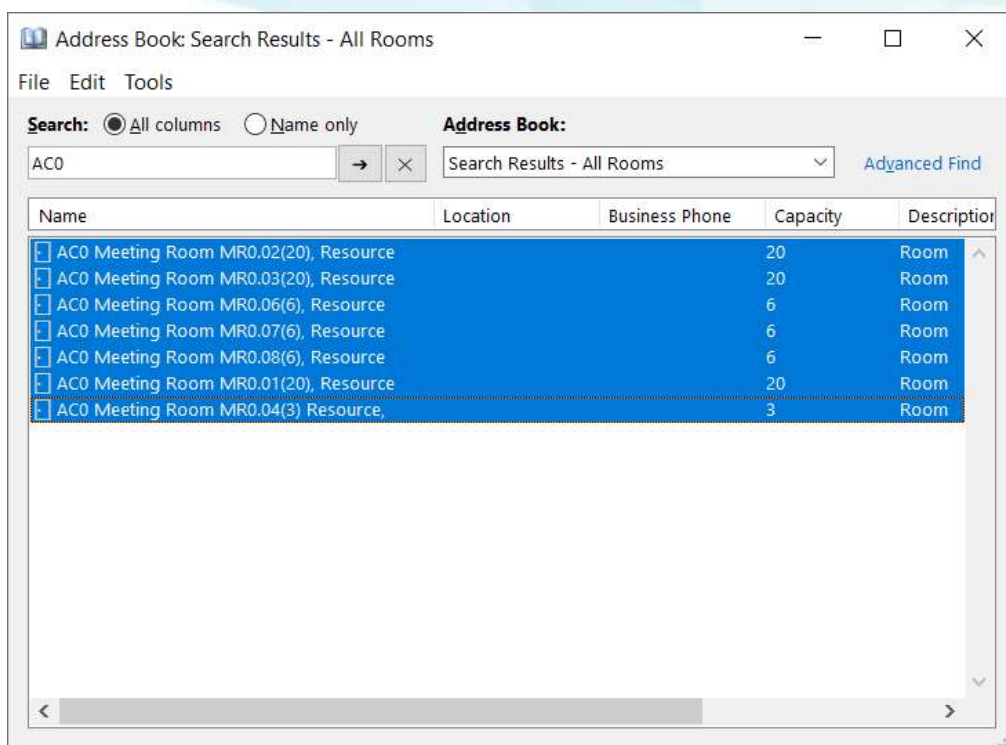 Address Book: Search Results - All Rooms
File Edit Tools
Search: All columns Name only Address Book:
AC0 Search Results - All Rooms Advanced Find
Name Location Business Phone Capacity Description
AC0 Meeting Room MR0.02(20), Resource 20 Room
AC0 Meeting Room MR0.03(20), Resource 20 Room
AC0 Meeting Room MR0.06(6), Resource 6 Room
AC0 Meeting Room MR0.07(6), Resource 6 Room
AC0 Meeting Room MR0.08(6), Resource 6 Room
AC0 Meeting Room MR0.01(20), Resource 20 Room
AC0 Meeting Room MR0.04(3) Resource, 3 Room